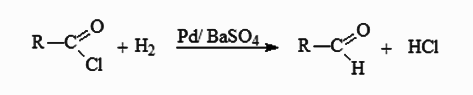 O
R—C
Cl
+ H₂
Pd/ BaSO₄
O
R—C
H
+ HCl